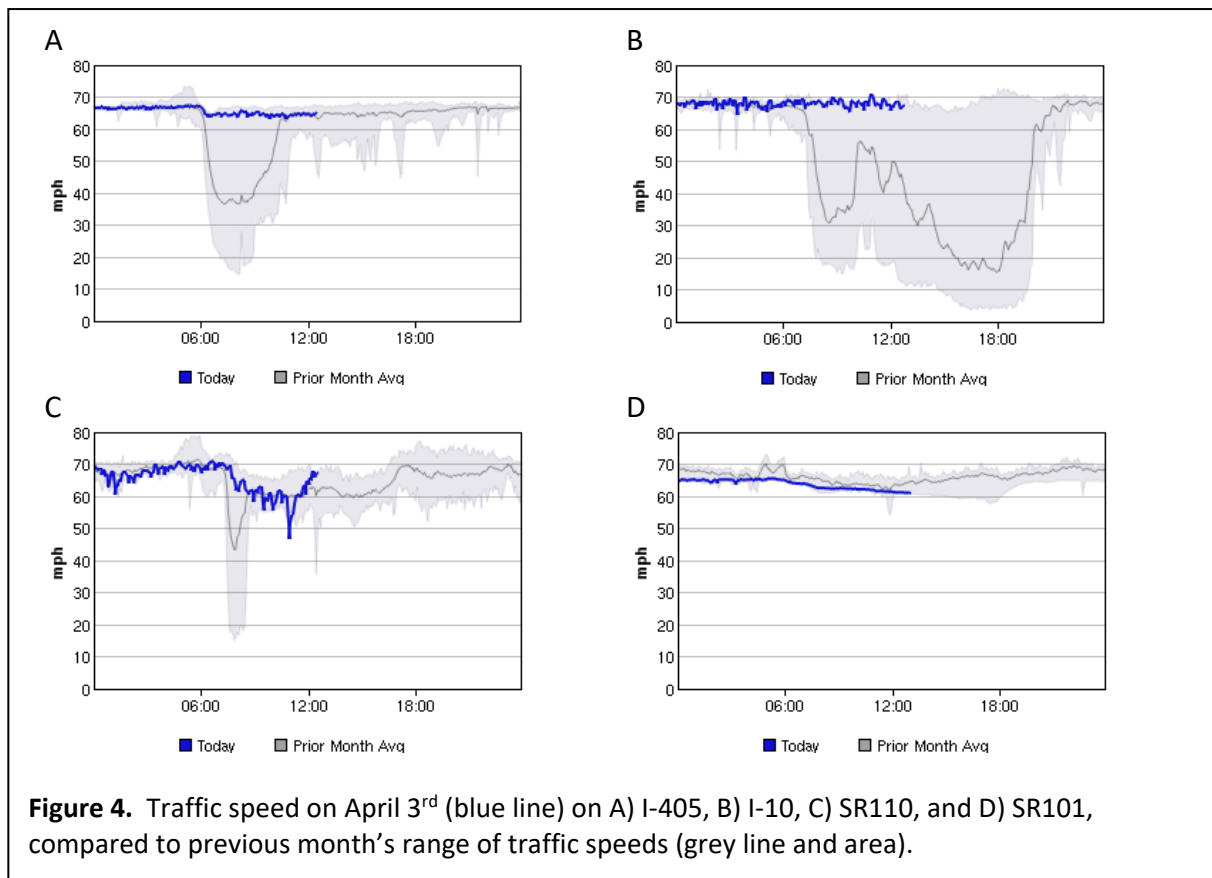 A
80
70
60
50
40
30
20
10
0
mph
06:00 12:00 18:00
Today Prior Month Avg
B
80
70
60
50
40
30
20
10
0
mph
06:00 12:00 18:00
Today Prior Month Avg
C
80
70
60
50
40
30
20
10
0
mph
06:00 12:00 18:00
Today Prior Month Avg
D
80
70
60
50
40
30
20
10
0
mph
06:00 12:00 18:00
Today Prior Month Avg
Figure 4. Traffic speed on April 3rd (blue line) on A) I-405, B) I-10, C) SR110, and D) SR101,
compared to previous month’s range of traffic speeds (grey line and area).